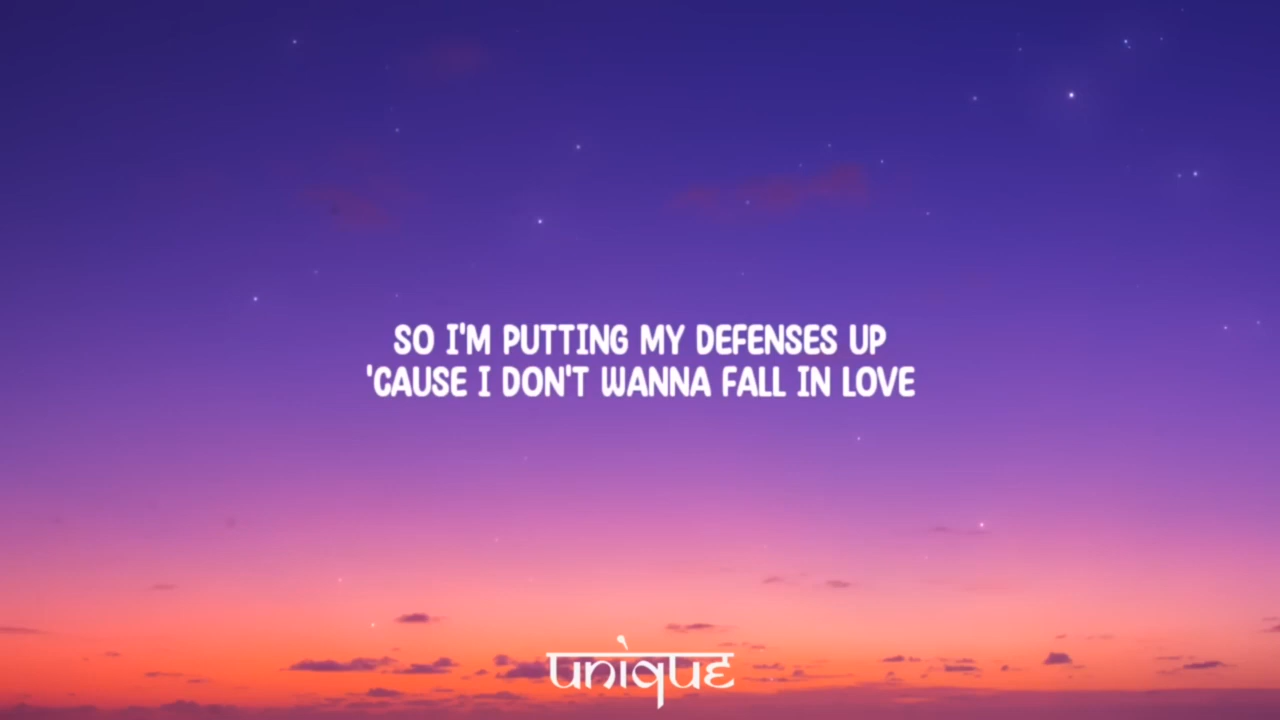 SO I'M PUTTING MY DEFENSES UP
'CAUSE I DON'T WANNA FALL IN LOVE
UNIQUE